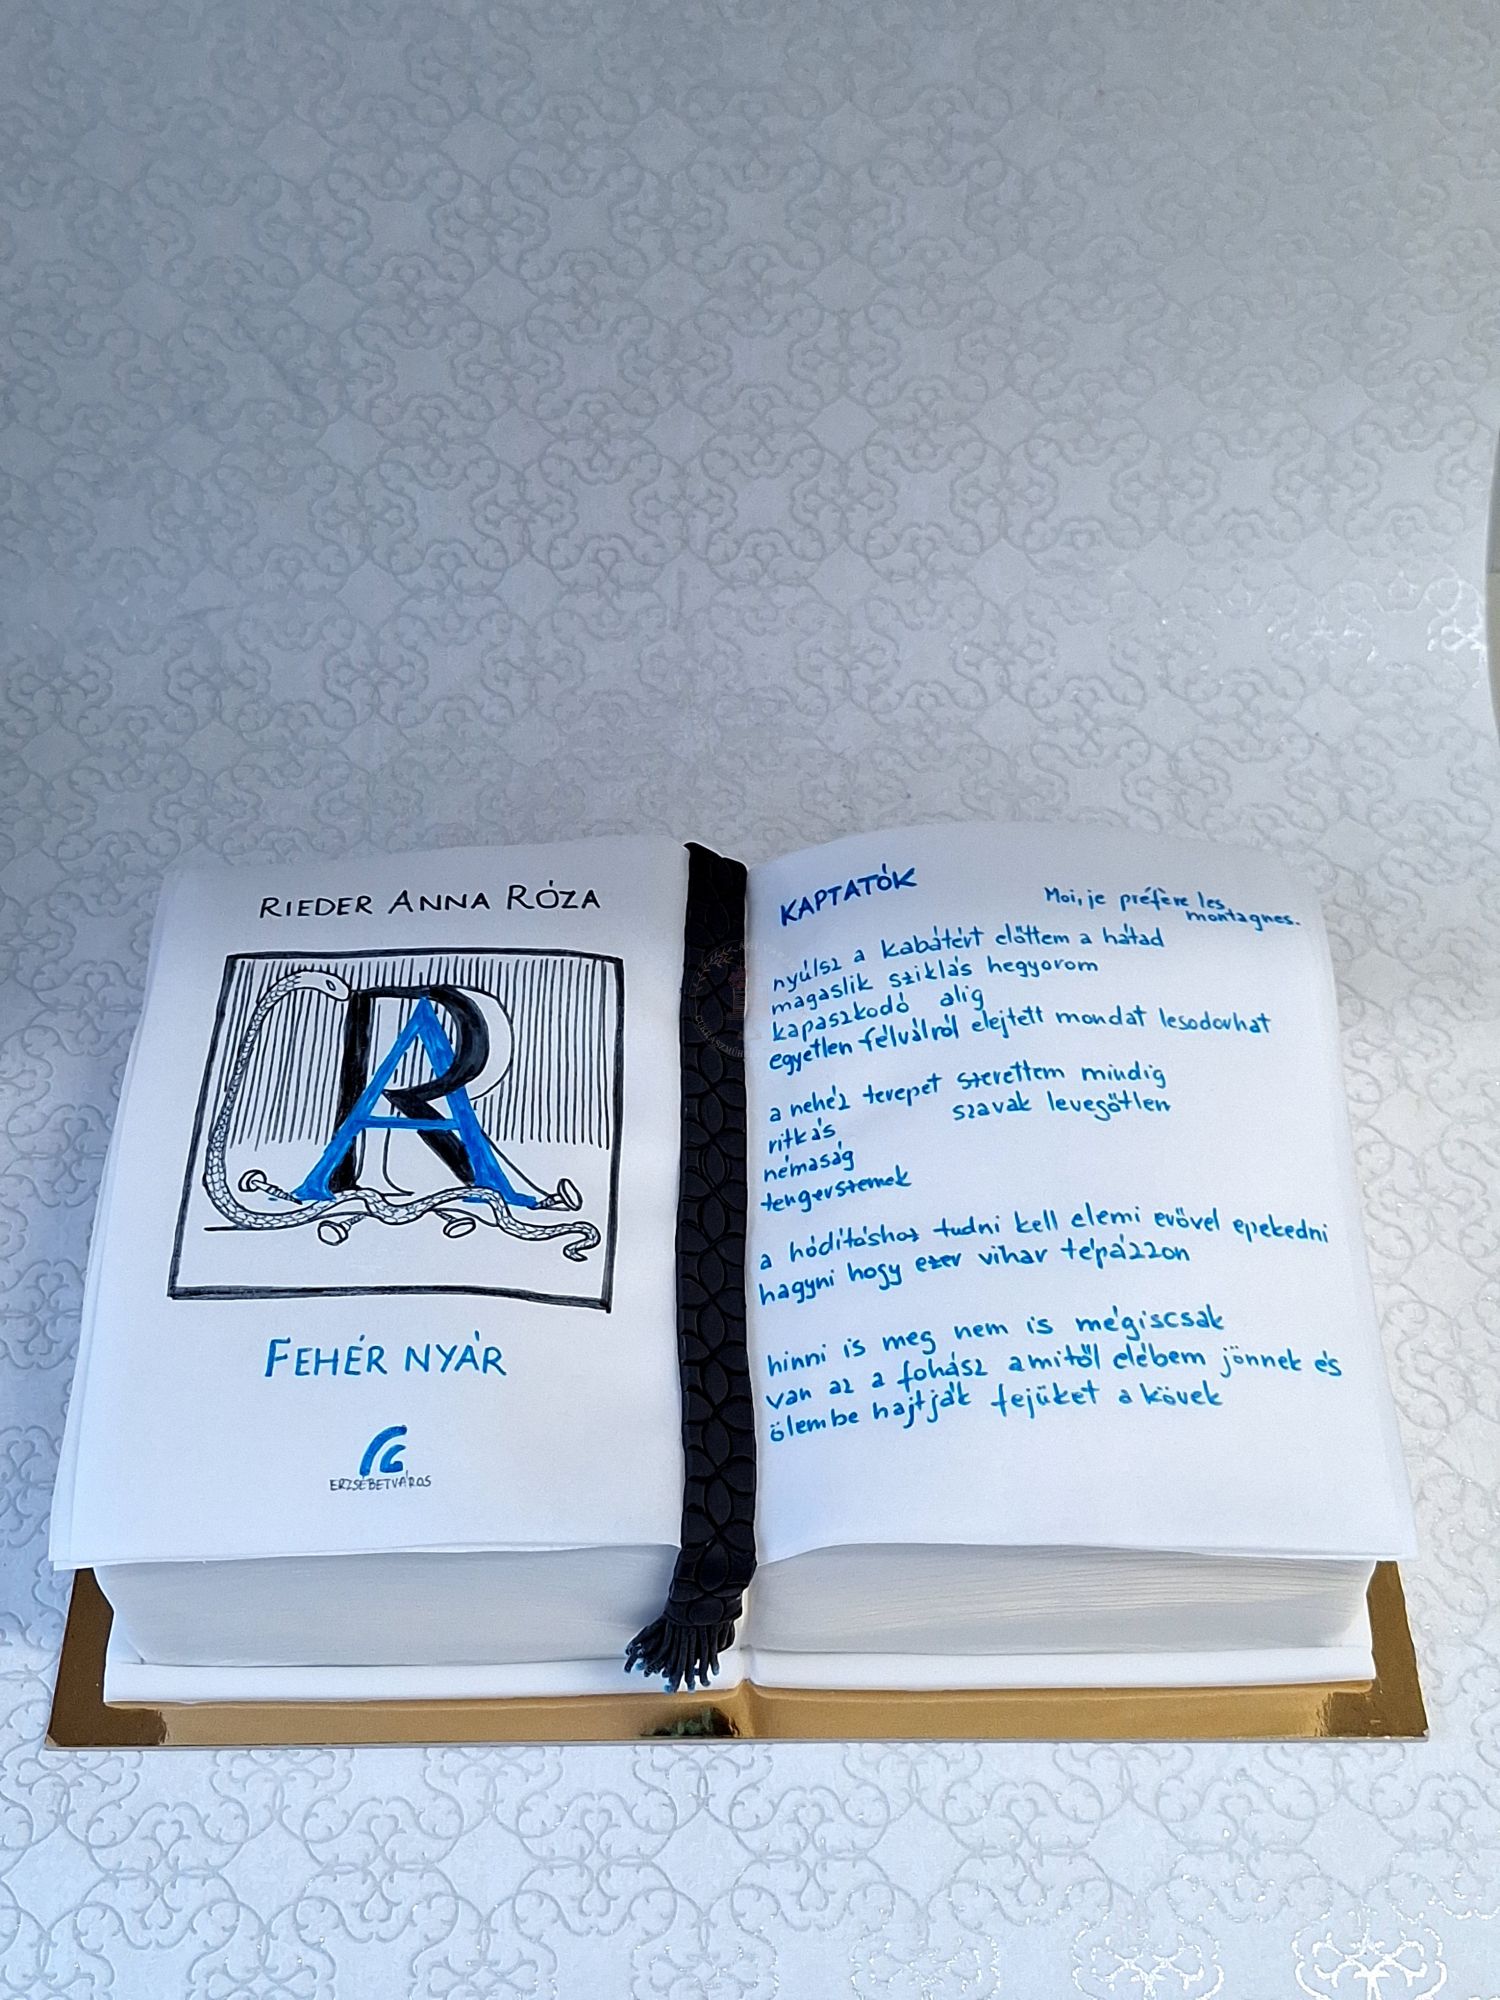 RIEDER ANNA RÓZA
RA
FEHÉR NYÁR
ERZSÉBETVÁROS
KAPTATÓK
Moi, je préfère les
montagnes.
nyúlsz a kabátért előttem a hátad
magaslik sziklás hegyorom
kapaszkodó alig
egyetlen félválról elejtett mondat lesodorhat
a nehéz terepet szerettem mindig
ritkás szavak levegőtlen
némaság
tengerszemek
a hódításhoz tudni kell elemi erővel epekedni
hagyni hogy ezer vihar tépázzon
hinni is meg nem is mégiscsak
van az a fohász amitől elébem jönnek és
ölembe hajtják fejüket a kövek